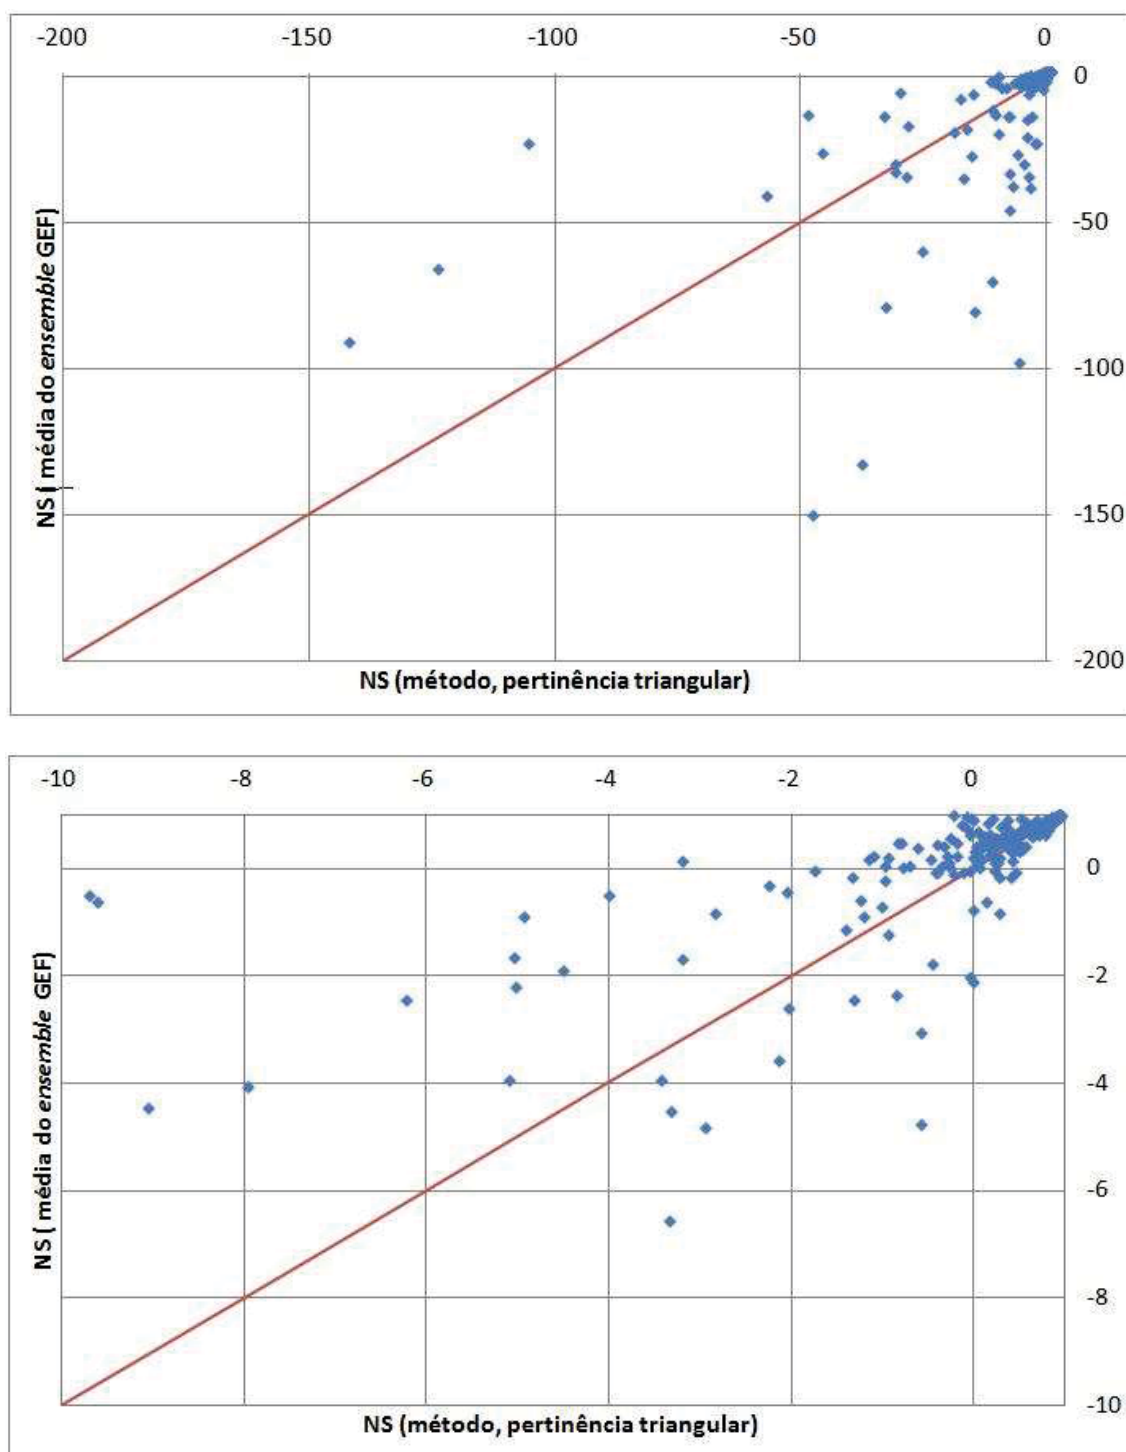 -200 -150 -100 -50 0
0
-50
-100
-150
-200
NS ( média do ensemble GEF)
NS (método, pertinência triangular)
-10 -8 -6 -4 -2 0
0
-2
-4
-6
-8
-10
NS ( média do ensemble GEF)
NS (método, pertinência triangular)